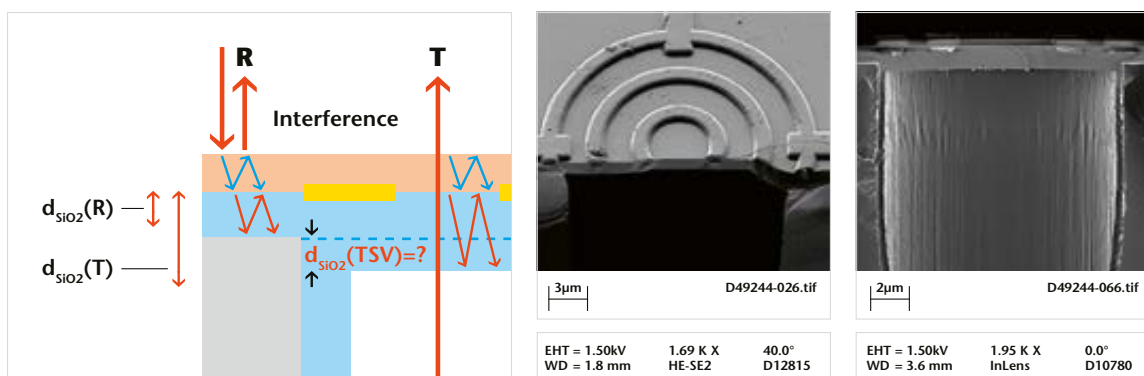 R
T
Interference
dSiO2(R)
dSiO2(TSV)=?
dSiO2(T)
3µm D49244-026.tif
EHT = 1.50kV 1.69 K X 40.0°
WD = 1.8 mm HE-SE2 D12815
2µm D49244-066.tif
EHT = 1.50kV 1.95 K X 0.0°
WD = 3.6 mm InLens D10780